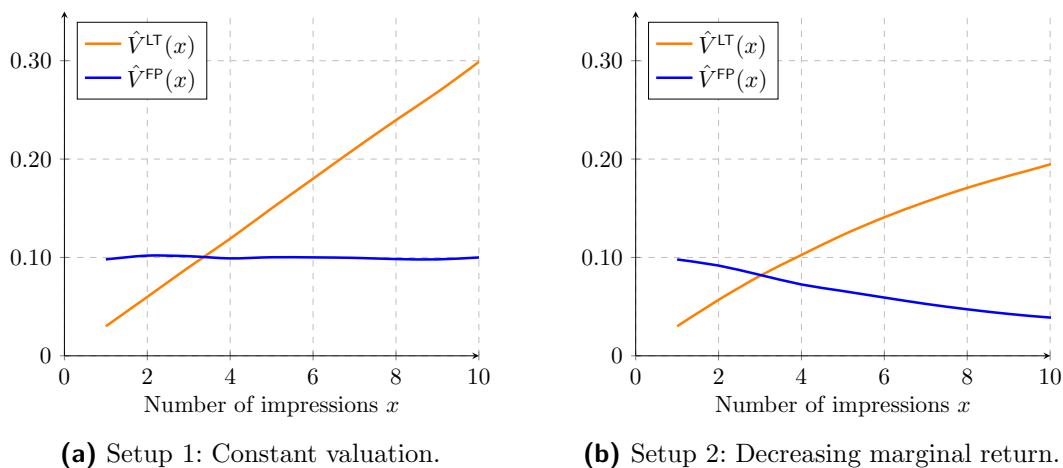 V̂^LT(x)
V̂^FP(x)
0.30
0.20
0.10
0
0 2 4 6 8 10
Number of impressions x
(a) Setup 1: Constant valuation.
V̂^LT(x)
V̂^FP(x)
0.30
0.20
0.10
0
0 2 4 6 8 10
Number of impressions x
(b) Setup 2: Decreasing marginal return.